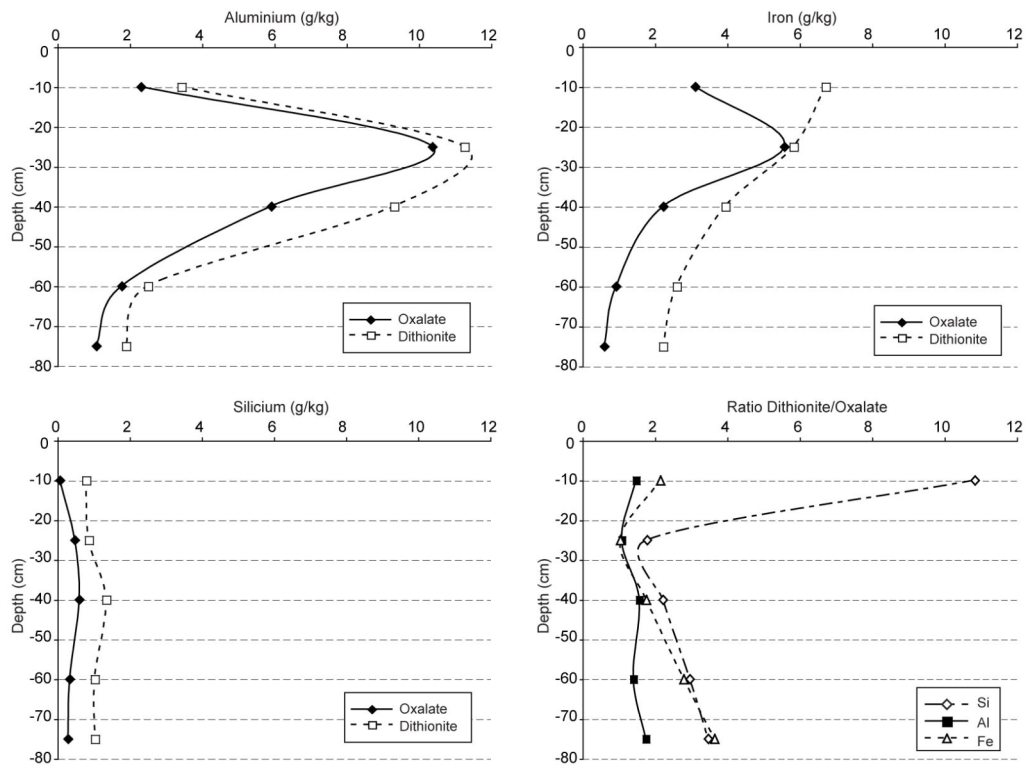 Aluminium (g/kg)
0 2 4 6 8 10 12
0
-10
-20
-30
-40
-50
-60
-70
-80
Depth (cm)
Oxalate
Dithionite
Iron (g/kg)
0 2 4 6 8 10 12
0
-10
-20
-30
-40
-50
-60
-70
-80
Depth (cm)
Oxalate
Dithionite
Silicium (g/kg)
0 2 4 6 8 10 12
0
-10
-20
-30
-40
-50
-60
-70
-80
Depth (cm)
Oxalate
Dithionite
Ratio Dithionite/Oxalate
0 2 4 6 8 10 12
0
-10
-20
-30
-40
-50
-60
-70
-80
Depth (cm)
Si
Al
Fe